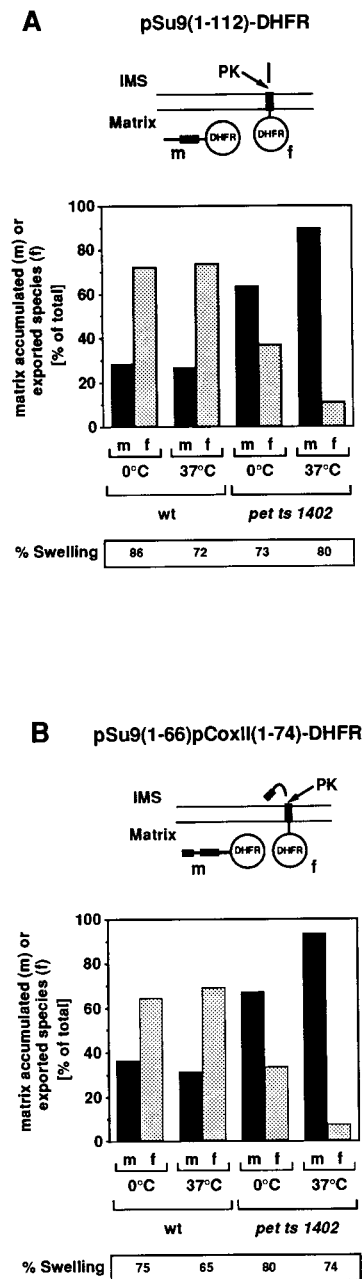 A pSu9(1-112)-DHFR
PK
IMS
Matrix
DHFR DHFR
m f
matrix accumulated (m) or
exported species (f)
[% of total]
100
80
60
40
20
0
m f m f m f m f
0°C 37°C 0°C 37°C
wt pet ts 1402
% Swelling 86 72 73 80
B pSu9(1-66)pCoxII(1-74)-DHFR
PK
IMS
Matrix
DHFR DHFR
m f
matrix accumulated (m) or
exported species (f)
[% of total]
100
80
60
40
20
0
m f m f m f m f
0°C 37°C 0°C 37°C
wt pet ts 1402
% Swelling 75 65 80 74